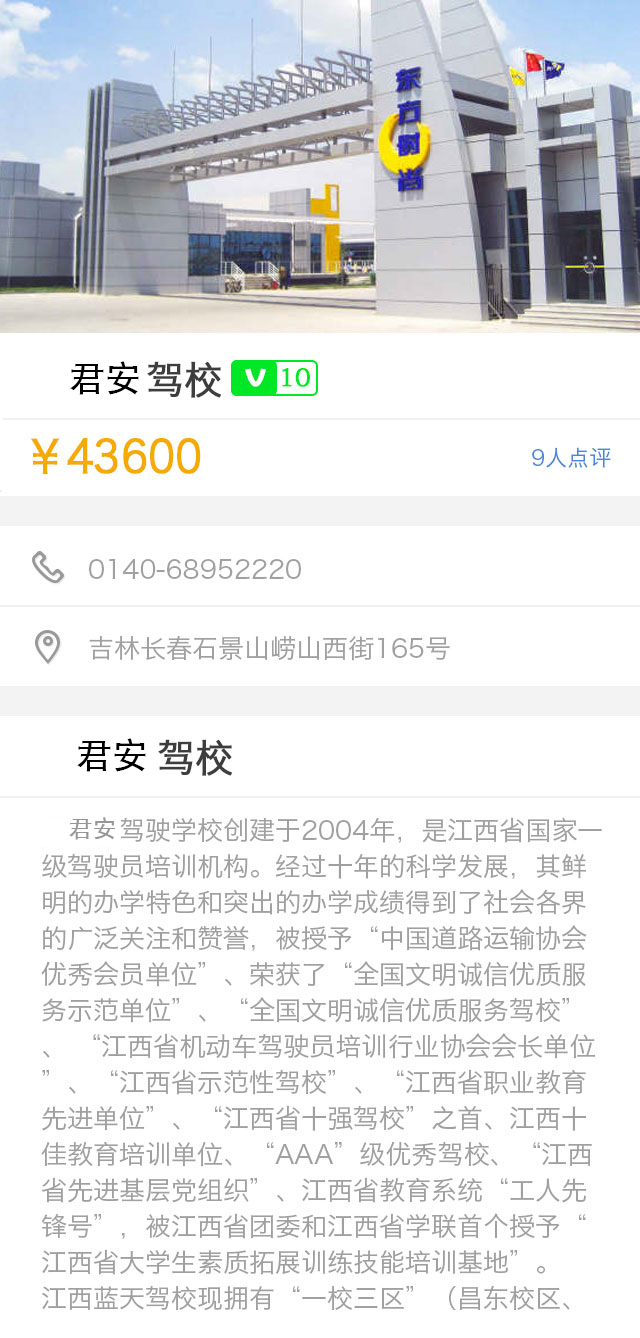 东方时尚
君安 驾校 V 10
¥43600
9人点评
0140-68952220
吉林长春石景山崂山西街165号
君安 驾校
君安驾驶学校创建于2004年，是江西省国家一
级驾驶员培训机构。经过十年的科学发展，其鲜
明的办学特色和突出的办学成绩得到了社会各界
的广泛关注和赞誉，被授予“中国道路运输协会
优秀会员单位”、荣获了“全国文明诚信优质服
务示范单位”、“全国文明诚信优质服务驾校”
、 “江西省机动车驾驶员培训行业协会会长单位
”、“江西省示范性驾校”、“江西省职业教育
先进单位”、“江西省十强驾校”之首、江西十
佳教育培训单位、“AAA”级优秀驾校、“江西
省先进基层党组织”、江西省教育系统“工人先
锋号”，被江西省团委和江西省学联首个授予“
江西省大学生素质拓展训练技能培训基地”。
江西蓝天驾校现拥有“一校三区”（昌东校区、